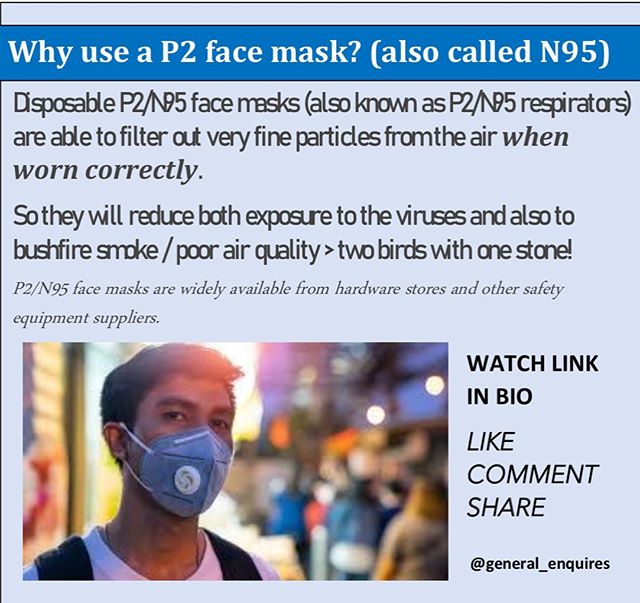 Why use a P2 face mask? (also called N95)
Disposable P2/N95 face masks (also known as P2/N95 respirators)
are able to filter out very fine particles from the air when
worn correctly.
So they will reduce both exposure to the viruses and also to
bushfire smoke / poor air quality > two birds with one stone!
P2/N95 face masks are widely available from hardware stores and other safety
equipment suppliers.
WATCH LINK
IN BIO
LIKE
COMMENT
SHARE
@general_enquires